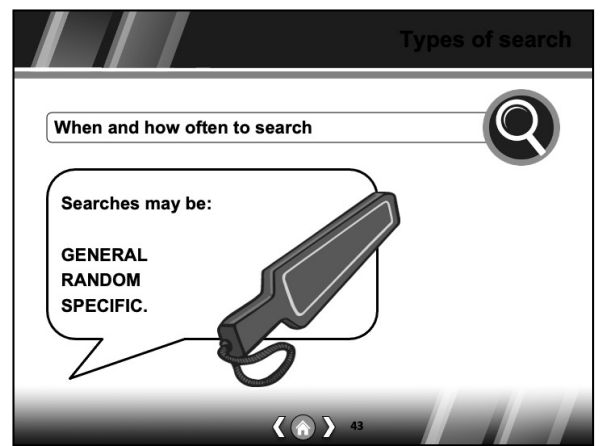 Types of search
When and how often to search
Searches may be:
GENERAL
RANDOM
SPECIFIC.
43